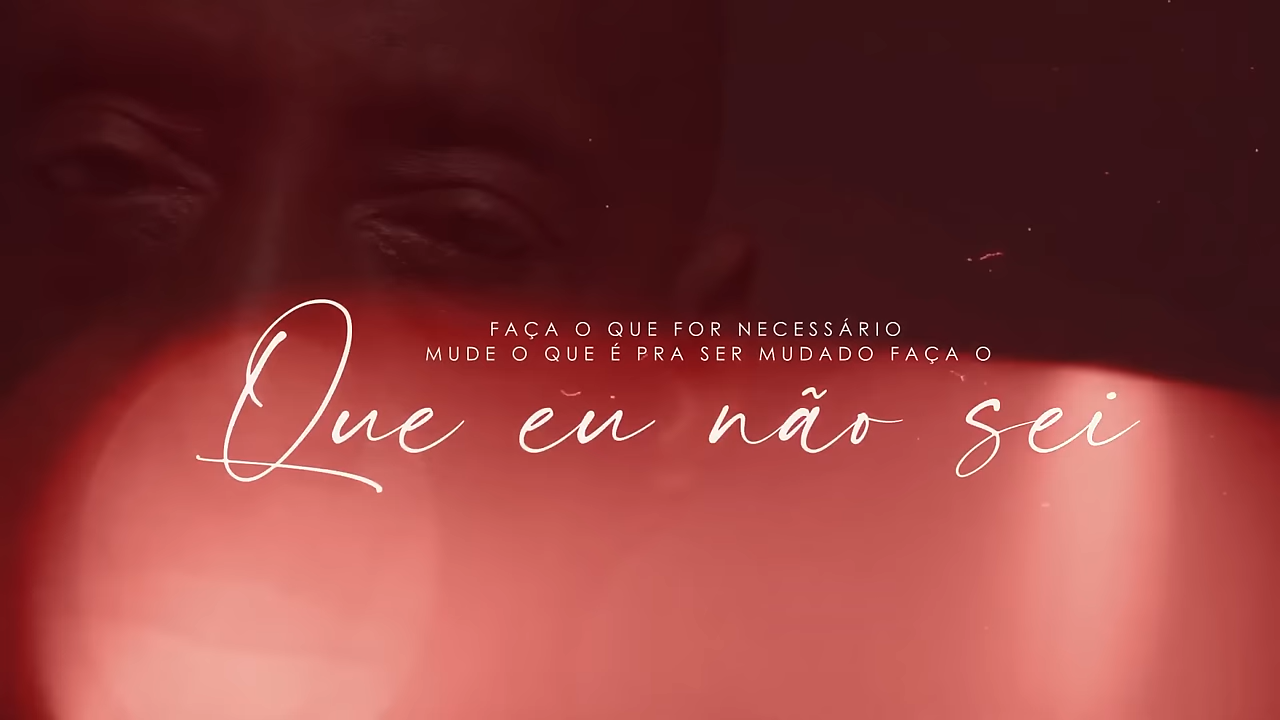 FAÇA O QUE FOR NECESSÁRIO
MUDE O QUE É PRA SER MUDADO FAÇA O
Que eu não sei